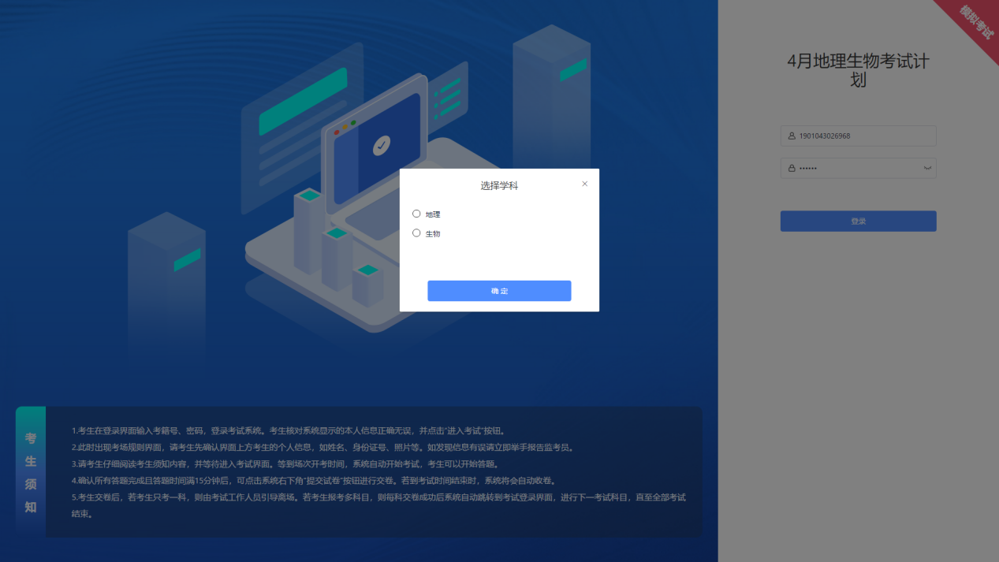 模拟考试
4月地理生物考试计
划
1901043026968
••••••
登录
选择学科
地理
生物
确 定
考
生
须
知
1.考生在登录界面输入考籍号、密码，登录考试系统。考生核对系统显示的本人信息正确无误，并点击“进入考试”按钮。
2.此时出现考场规则界面，请考生先确认界面上方考生的个人信息，如姓名、身份证号、照片等。如发现信息有误请立即举手报告监考员。
3.请考生仔细阅读考生须知内容，并等待进入考试界面。等到场次开考时间，系统自动开始考试，考生可以开始答题。
4.确认所有答题完成且答题时间满15分钟后，可点击系统右下角“提交试卷”按钮进行交卷。若到考试时间结束时，系统将会自动收卷。
5.考生交卷后，若考生只考一科，则由考试工作人员引导离场。若考生报考多科目，则每科交卷成功后系统自动跳转到考试登录界面，进行下一考试科目，直至全部考试
结束。